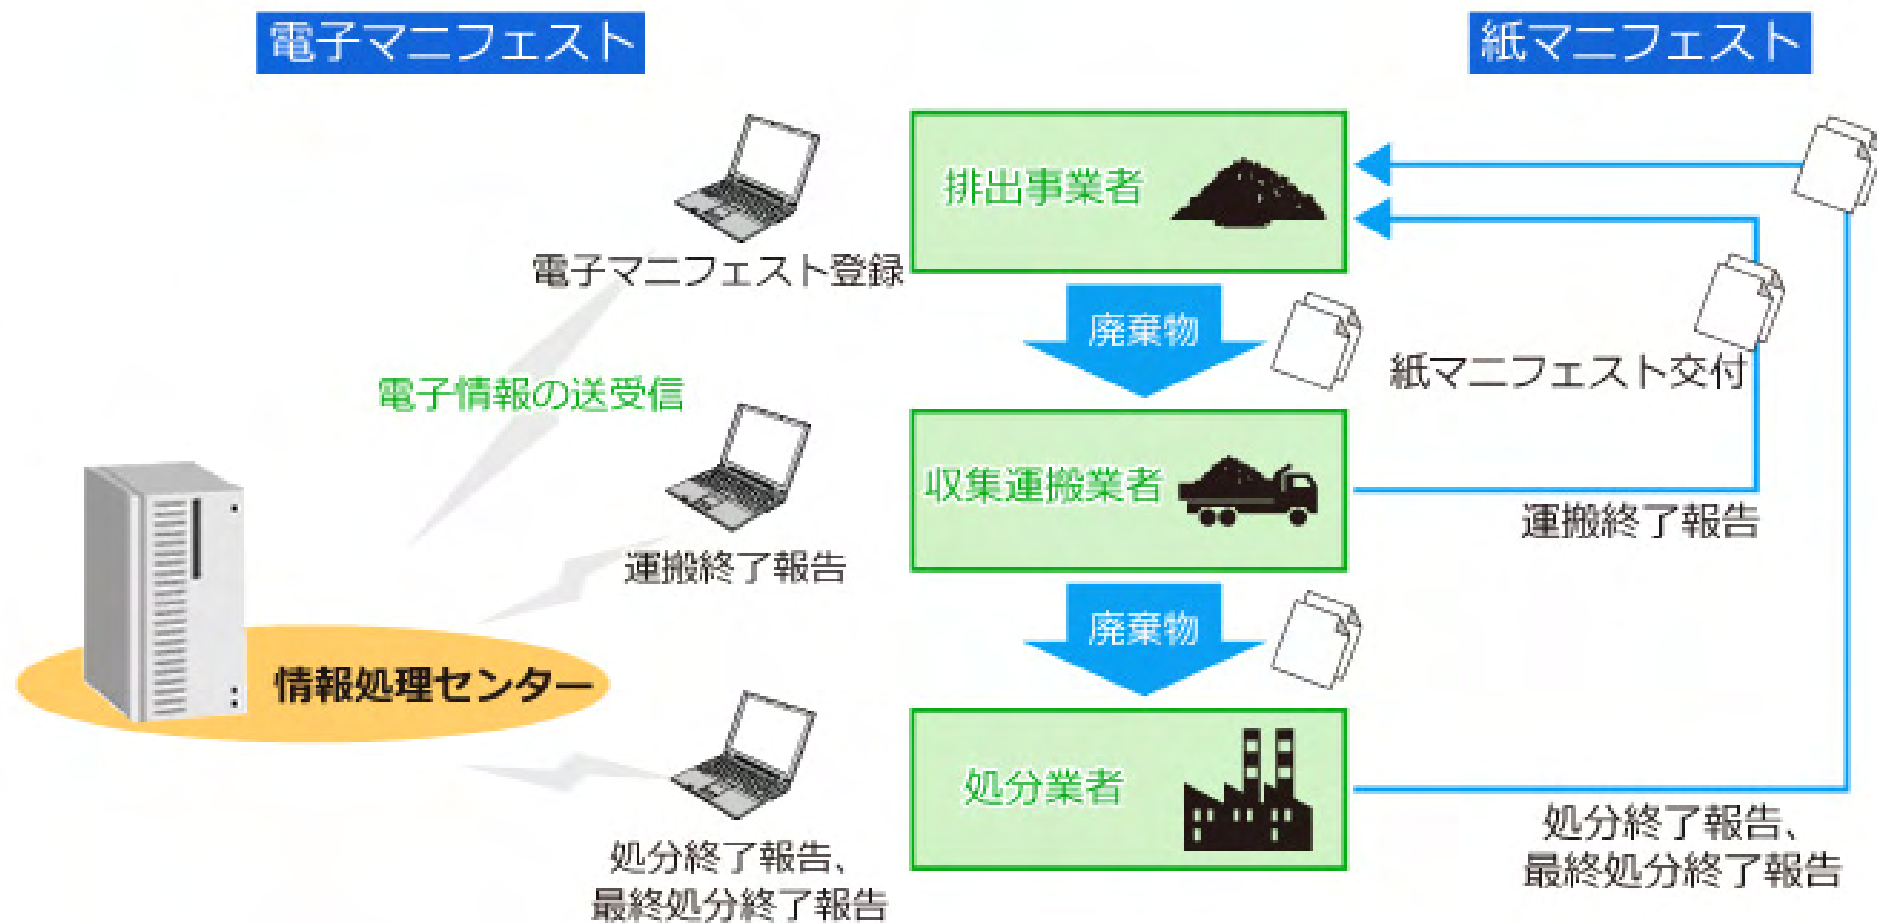 電子マニフェスト
紙マニフェスト
排出事業者
電子マニフェスト登録
廃棄物
紙マニフェスト交付
電子情報の送受信
収集運搬業者
運搬終了報告
運搬終了報告
廃棄物
情報処理センター
処分業者
処分終了報告、
最終処分終了報告
処分終了報告、
最終処分終了報告